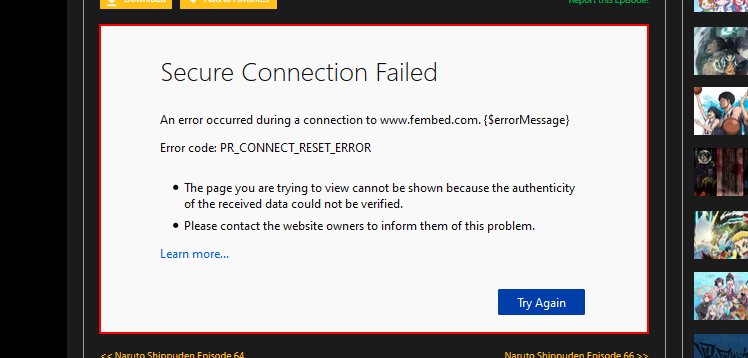 Download
Add to Favorites
Report this Episode!
Secure Connection Failed
An error occurred during a connection to www.fembed.com. {$errorMessage}
Error code: PR_CONNECT_RESET_ERROR
• The page you are trying to view cannot be shown because the authenticity
of the received data could not be verified.
• Please contact the website owners to inform them of this problem.
Learn more...
Try Again
<< Naruto Shippuden Episode 64
Naruto Shippuden Episode 66 >>